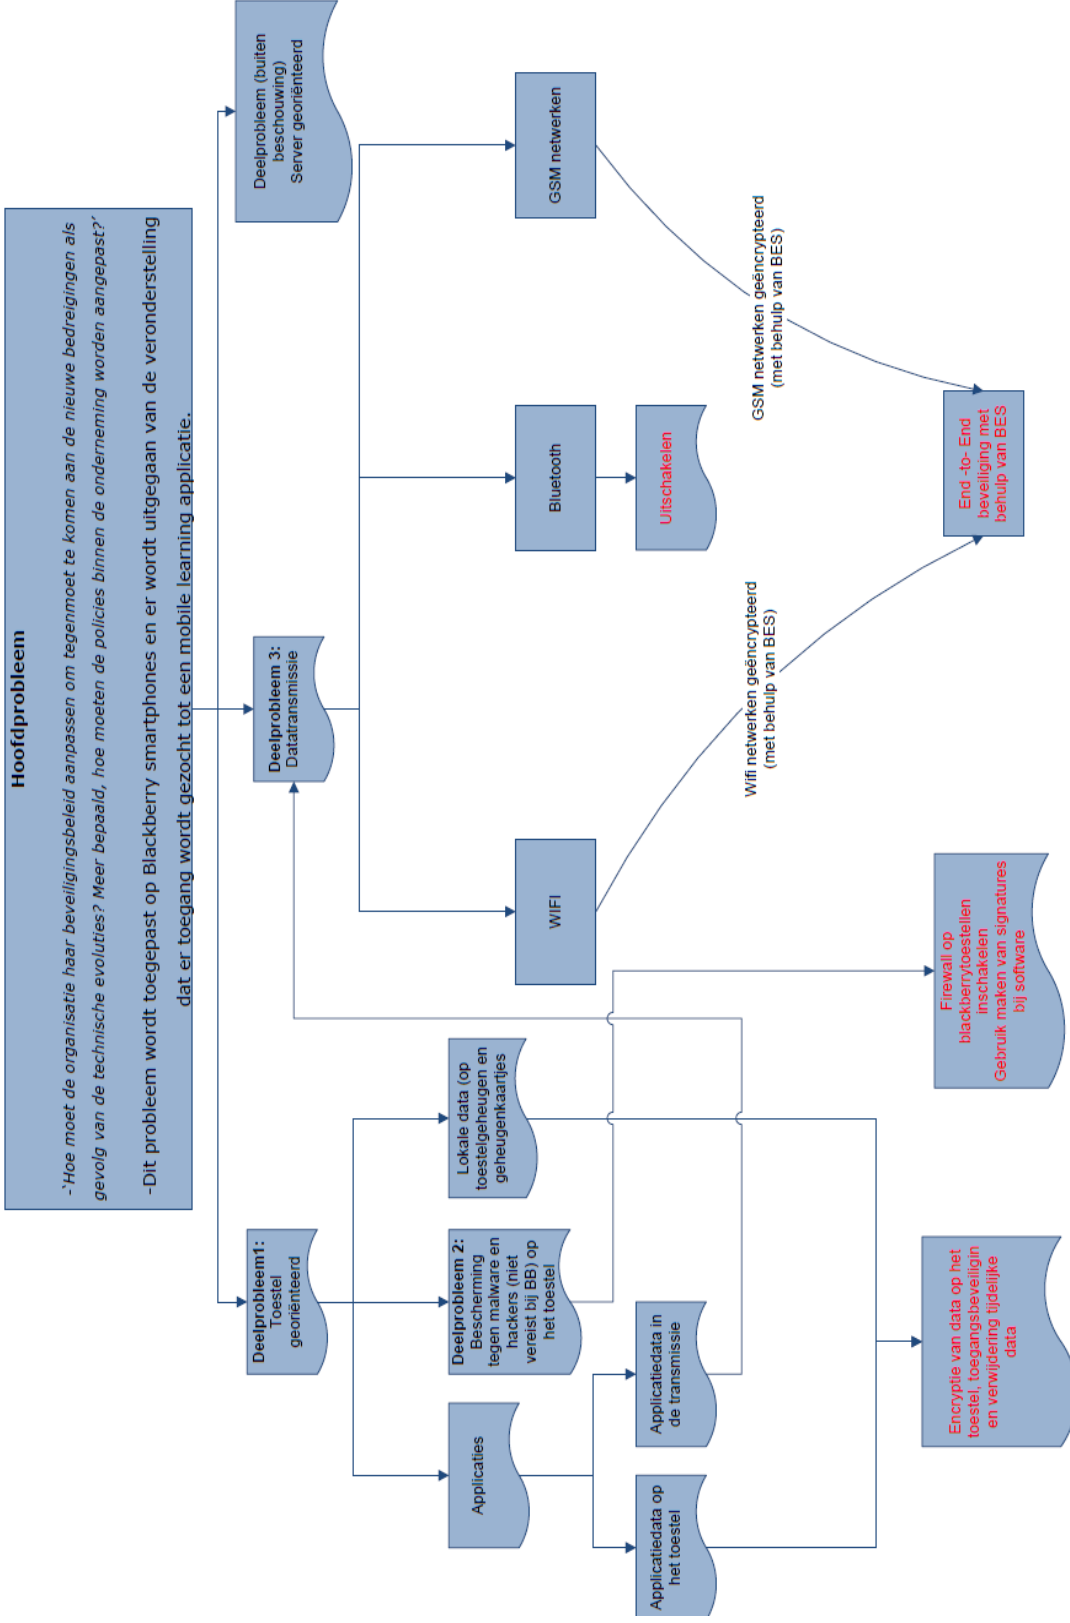 Hoofdprobleem
-'Hoe moet de organisatie haar beveiligingsbeleid aanpassen om tegenmoet te komen aan de nieuwe bedreigingen als
gevolg van de technische evoluties? Meer bepaald, hoe moeten de policies binnen de onderneming worden aangepast?'
-Dit probleem wordt toegepast op Blackberry smartphones en er wordt uitgegaan van de veronderstelling
dat er toegang wordt gezocht tot een mobile learning applicatie.
Deelprobleem1:
Toestel
georiënteerd
Deelprobleem 3:
Datatransmissie
Deelprobleem (buiten
beschouwing)
Server georiënteerd
Applicaties
Deelprobleem 2:
Bescherming
tegen malware en
hackers (niet
vereist bij BB) op
het toestel
Lokale data (op
toestelgeheugen en
geheugenkaartjes
WIFI
Bluetooth
GSM netwerken
Applicatiedata op
het toestel
Applicatiedata in
de transmissie
Uitschakelen
Wifi netwerken geëncrypteerd
(met behulp van BES)
GSM netwerken geëncrypteerd
(met behulp van BES)
Encryptie van data op het
toestel, toegangsbeveiligin
en verwijdering tijdelijke
data
Firewall op
blackberrytoestellen
inschakelen
Gebruik maken van signatures
bij software
End -to- End
beveiliging met
behulp van BES